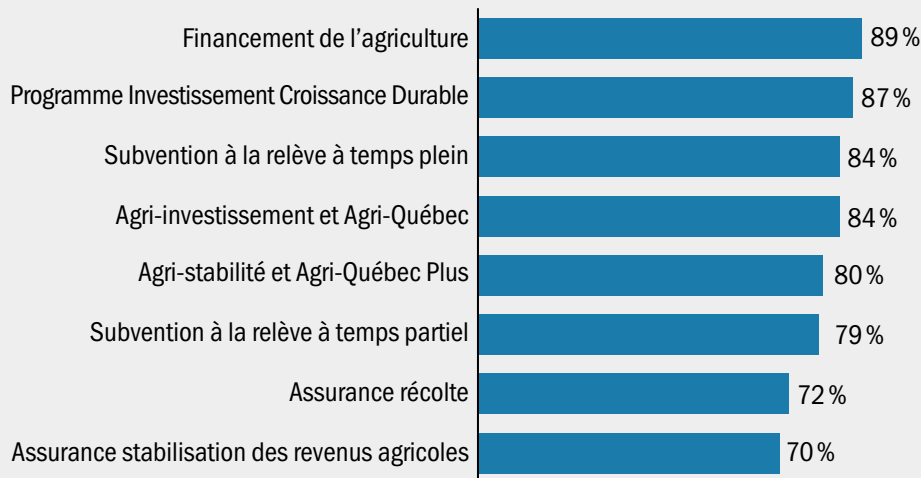 Financement de l’agriculture 89 %
Programme Investissement Croissance Durable 87 %
Subvention à la relève à temps plein 84 %
Agri-investissement et Agri-Québec 84 %
Agri-stabilité et Agri-Québec Plus 80 %
Subvention à la relève à temps partiel 79 %
Assurance récolte 72 %
Assurance stabilisation des revenus agricoles 70 %